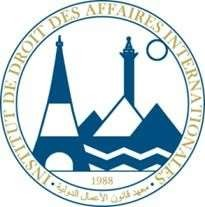 · INSTITUT DE DROIT DES AFFAIRES INTERNATIONALES ·
1988
معهد قانون الأعمال الدولية